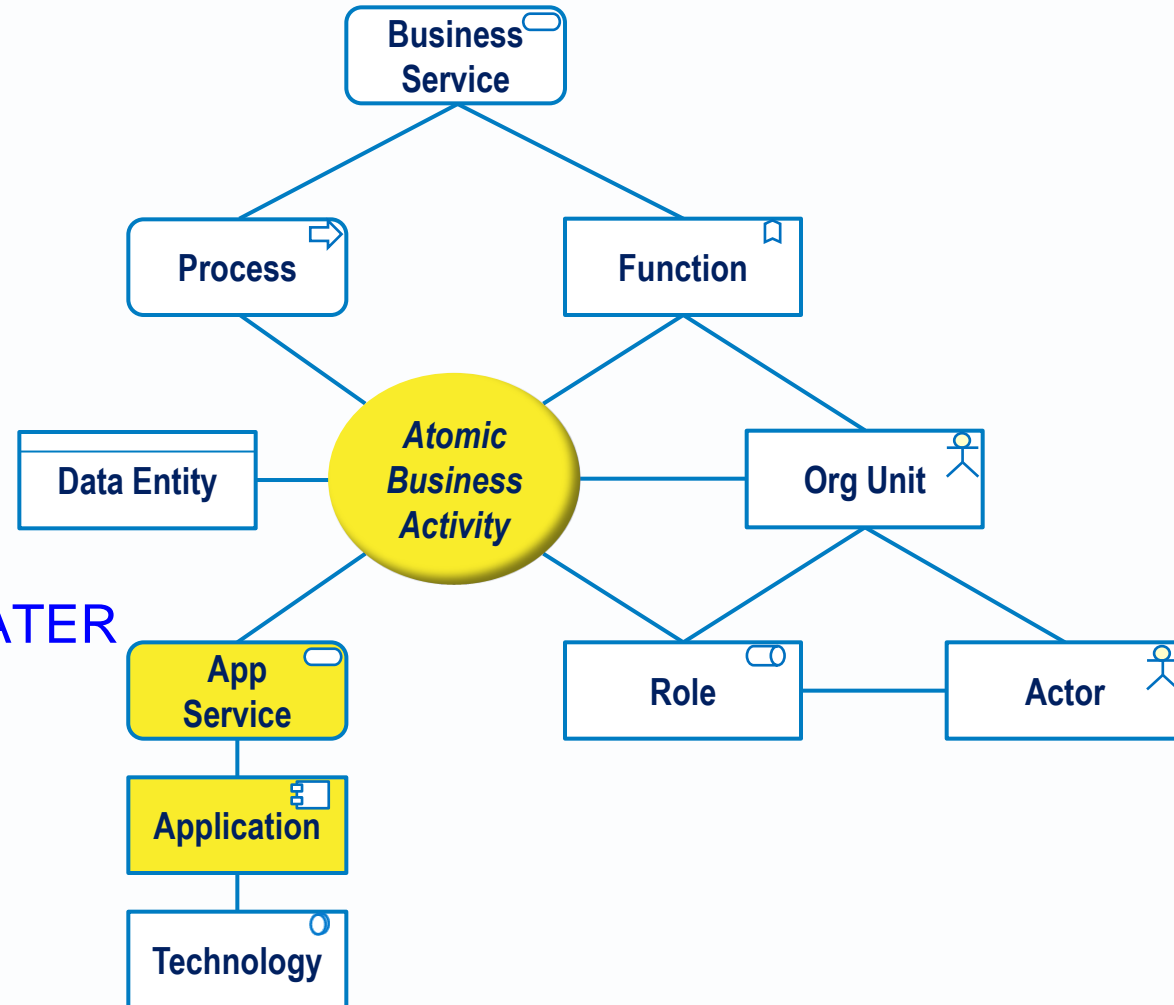 Business
Service
Process
Function
Atomic
Business
Activity
Data Entity
Org Unit
ATER
App
Service
Role
Actor
Application
Technology